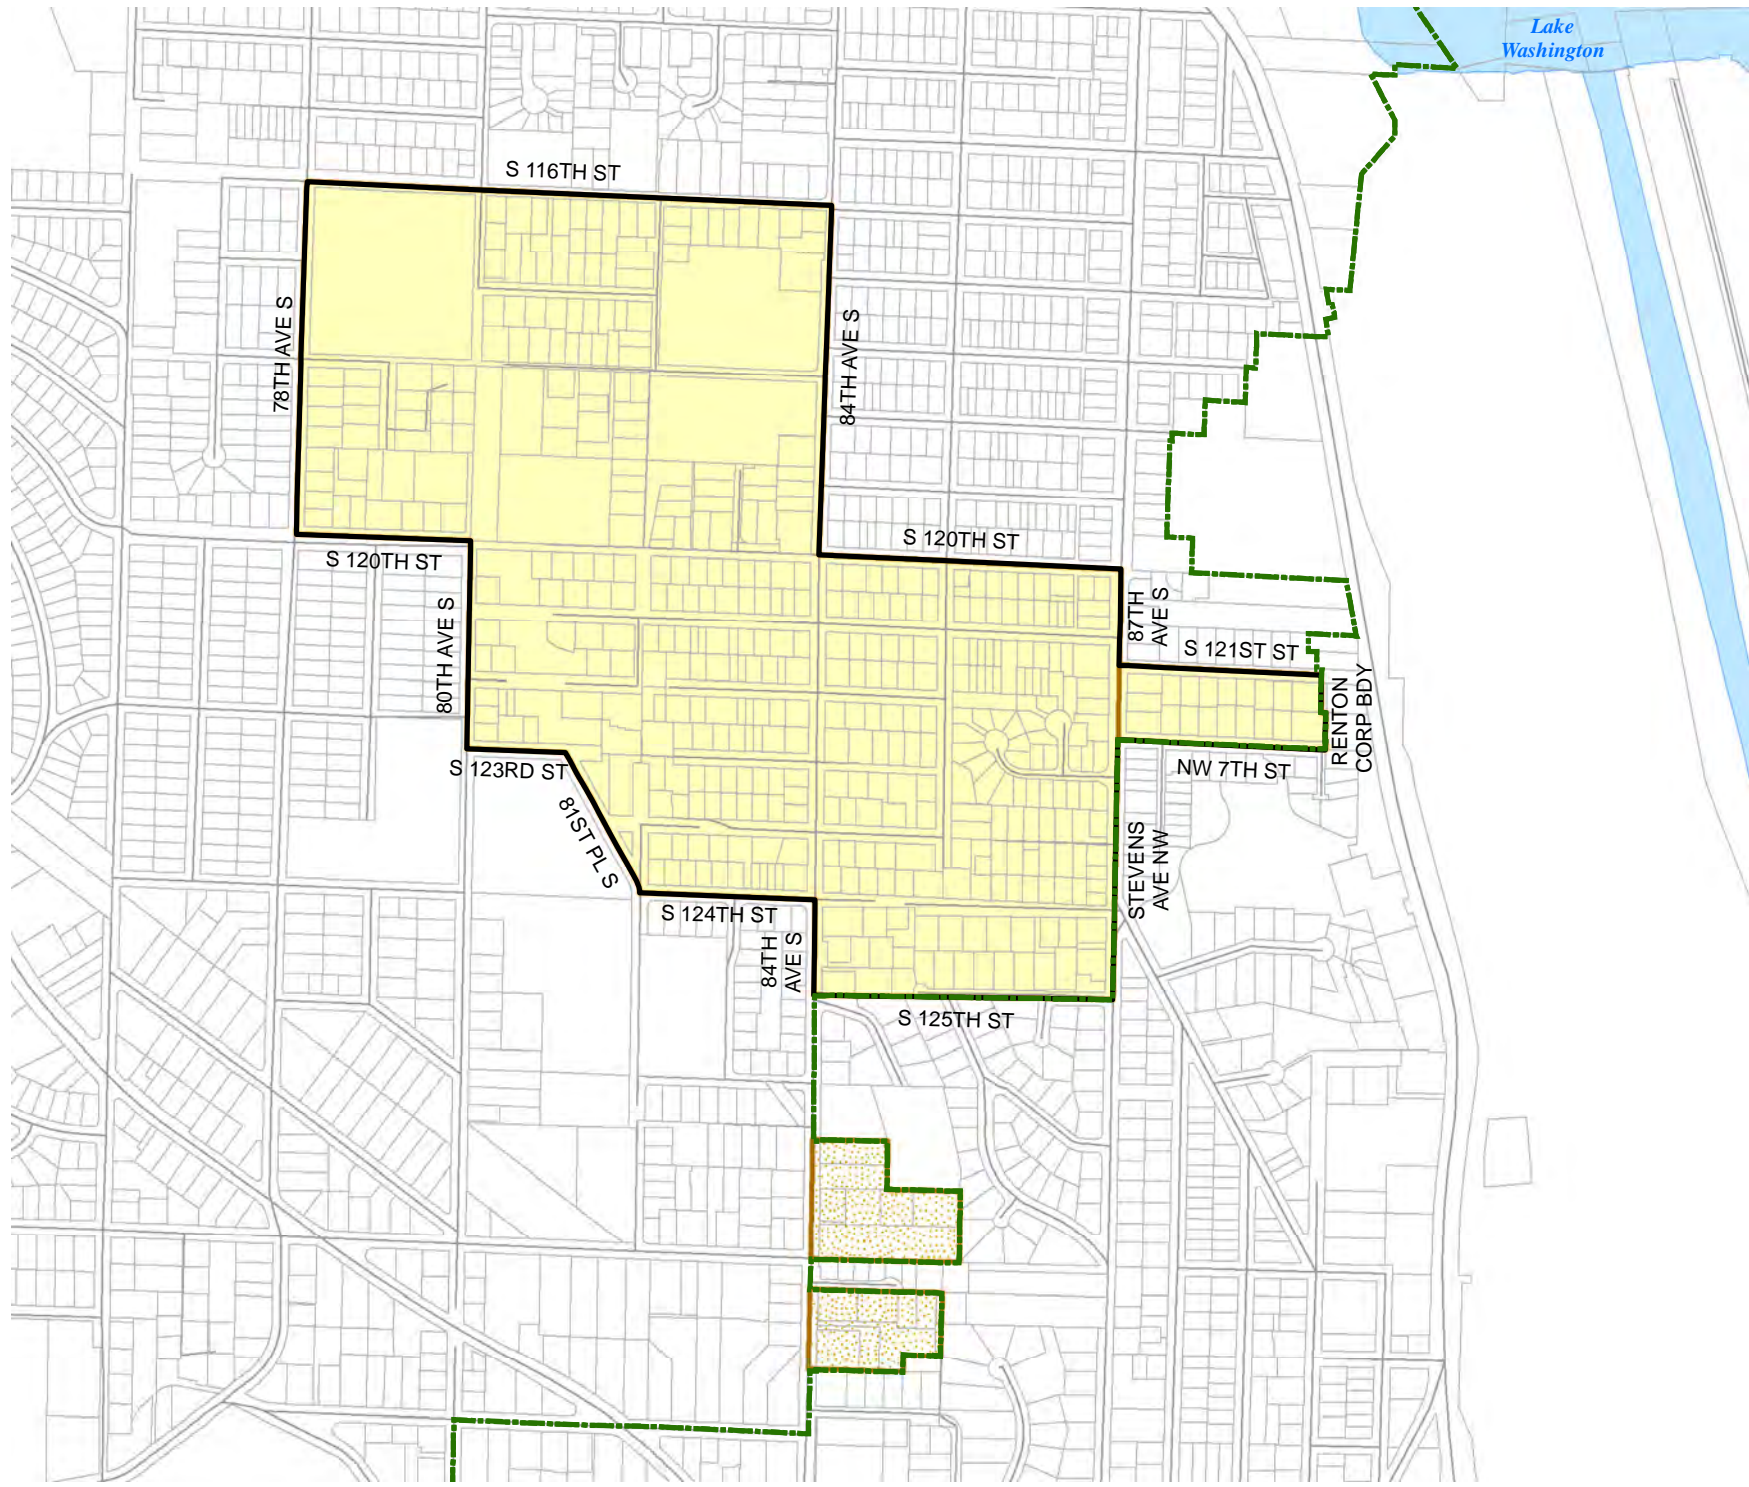 Lake
Washington
S 116TH ST
78TH AVE S
84TH AVE S
S 120TH ST
S 120TH ST
87TH
AVE S
80TH AVE S
S 121ST ST
RENTON
CORP BDY
S 123RD ST
NW 7TH ST
81ST PL S
STEVENS
AVE NW
S 124TH ST
84TH
AVE S
S 125TH ST